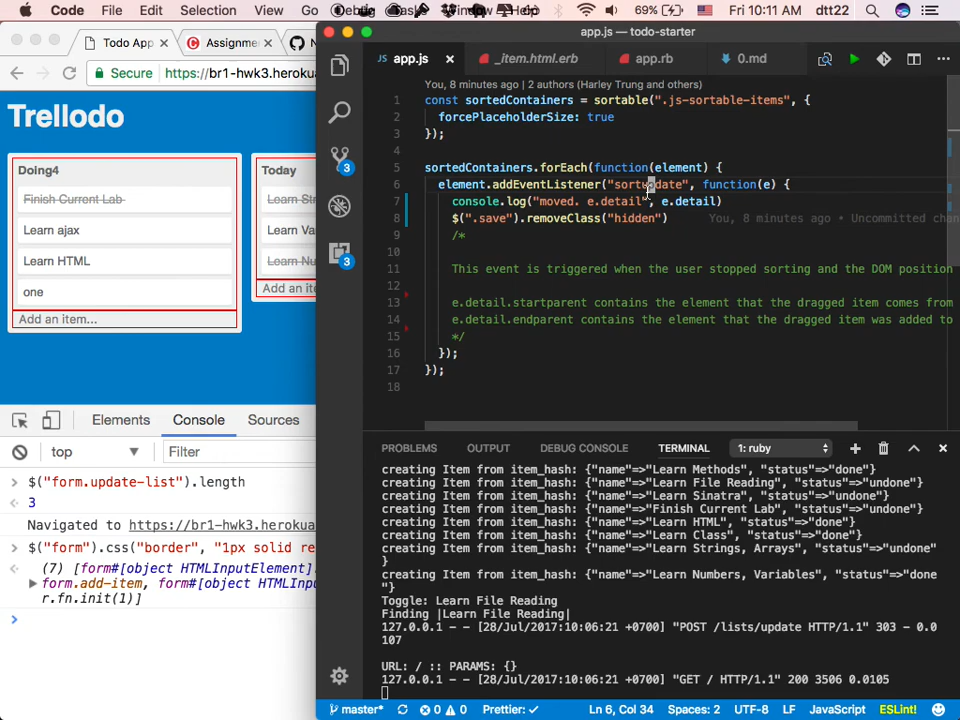 Code File Edit Selection View Go Debug Tasks Window Help 69% Fri 10:11 AM dtt22
Todo App
Assignme
Secure https://br1-hwk3.heroku
Trellodo
Doing4
Finish Current Lab
Learn ajax
Learn HTML
one
Add an item...
Today
Learn Str
Learn Va
Learn Nu
Add an ite
Elements Console Sources
top Filter
$("form.update-list").length
3
Navigated to https://br1-hwk3.heroku
$("form").css("border", "1px solid re
(7) [form#[object HTMLInputElement],
form.add-item, form#[object HTMLInpu
r.fn.init(1)]
app.js — todo-starter
app.js _item.html.erb app.rb 0.md
You, 8 minutes ago | 2 authors (Harley Trung and others)
1 const sortedContainers = sortable(".js-sortable-items", {
2 forcePlaceholderSize: true
3 });
4
5 sortedContainers.forEach(function(element) {
6 element.addEventListener("sortupdate", function(e) {
7 console.log("moved. e.detail", e.detail)
8 $(".save").removeClass("hidden") You, 8 minutes ago • Uncommitted chan
9 /*
10
11 This event is triggered when the user stopped sorting and the DOM position
12
13 e.detail.startparent contains the element that the dragged item comes from
14 e.detail.endparent contains the element that the dragged item was added to
15 */
16 });
17 });
18
3
3
PROBLEMS OUTPUT DEBUG CONSOLE TERMINAL 1: ruby
creating Item from item_hash: {"name"=>"Learn Methods", "status"=>"done"}
creating Item from item_hash: {"name"=>"Learn File Reading", "status"=>"undone"}
creating Item from item_hash: {"name"=>"Learn Sinatra", "status"=>"undone"}
creating Item from item_hash: {"name"=>"Finish Current Lab", "status"=>"done"}
creating Item from item_hash: {"name"=>"Learn HTML", "status"=>"done"}
creating Item from item_hash: {"name"=>"Learn Class", "status"=>"done"}
creating Item from item_hash: {"name"=>"Learn Strings, Arrays", "status"=>"undone"
}
creating Item from item_hash: {"name"=>"Learn Numbers, Variables", "status"=>"done
"}
Toggle: Learn File Reading
Finding |Learn File Reading|
127.0.0.1 - - [28/Jul/2017:10:06:21 +0700] "POST /lists/update HTTP/1.1" 303 - 0.0
107
URL: / :: PARAMS: {}
127.0.0.1 - - [28/Jul/2017:10:06:21 +0700] "GET / HTTP/1.1" 200 3506 0.0105
master* 0 0 Prettier: Ln 6, Col 34 Spaces: 2 UTF-8 LF JavaScript ESLint!